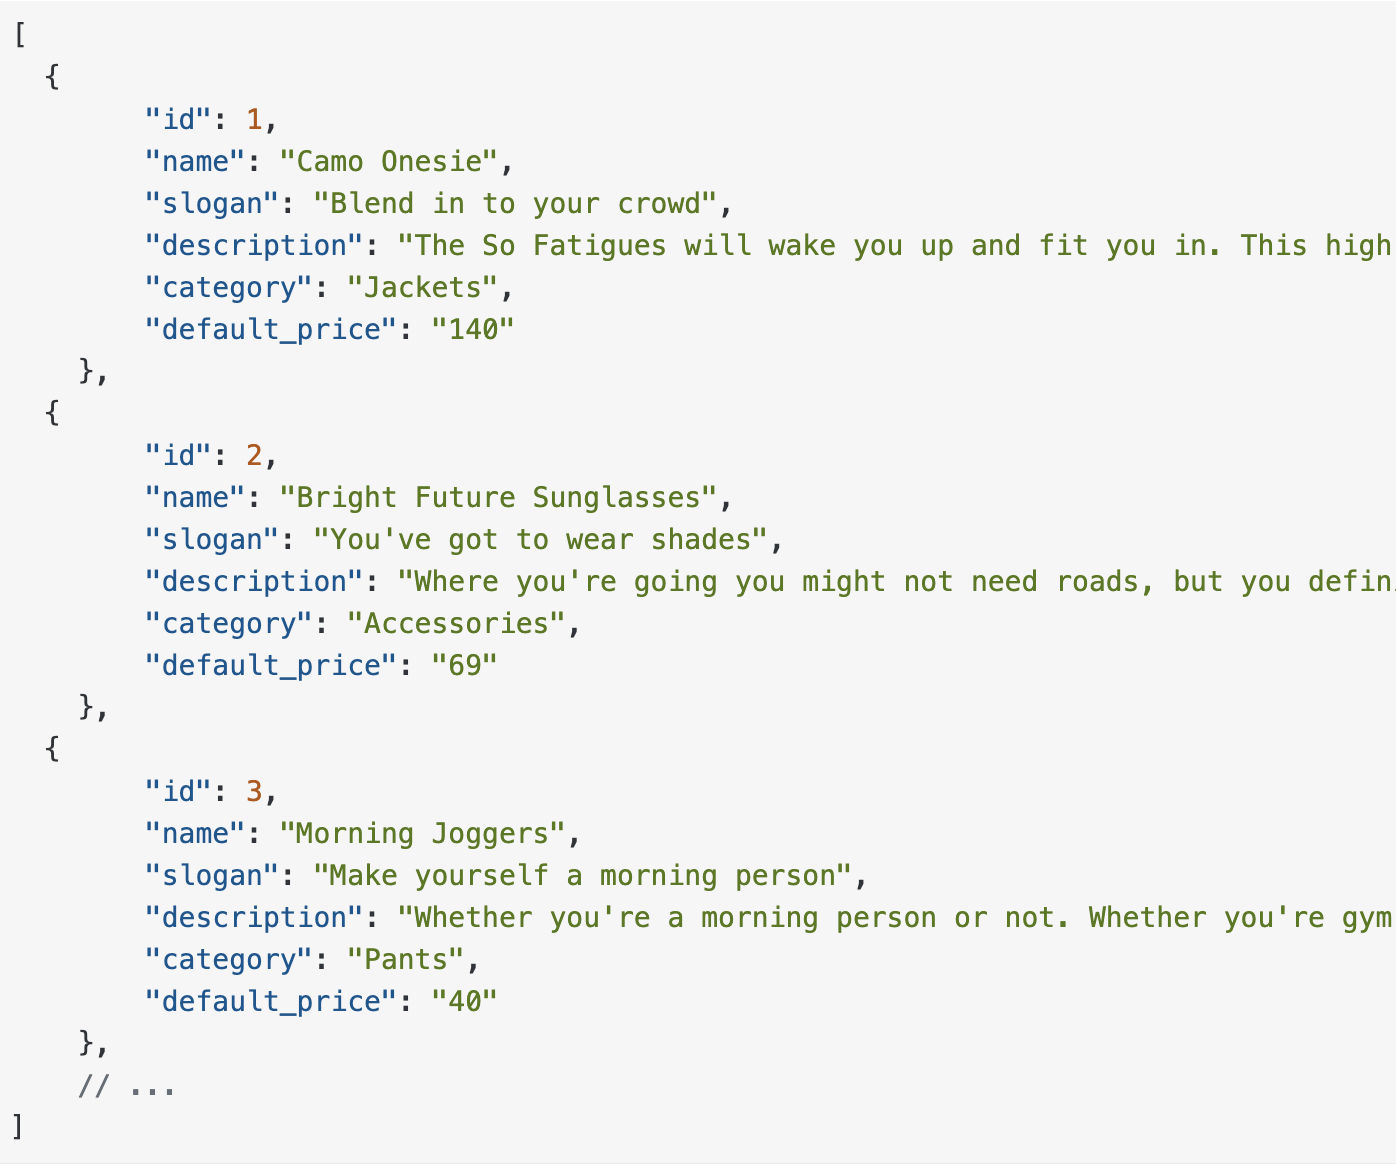 [
  {
        "id": 1,
        "name": "Camo Onesie",
        "slogan": "Blend in to your crowd",
        "description": "The So Fatigues will wake you up and fit you in. This high
        "category": "Jackets",
        "default_price": "140"
    },
  {
        "id": 2,
        "name": "Bright Future Sunglasses",
        "slogan": "You've got to wear shades",
        "description": "Where you're going you might not need roads, but you defin
        "category": "Accessories",
        "default_price": "69"
    },
  {
        "id": 3,
        "name": "Morning Joggers",
        "slogan": "Make yourself a morning person",
        "description": "Whether you're a morning person or not. Whether you're gym
        "category": "Pants",
        "default_price": "40"
    },
    // ...
]